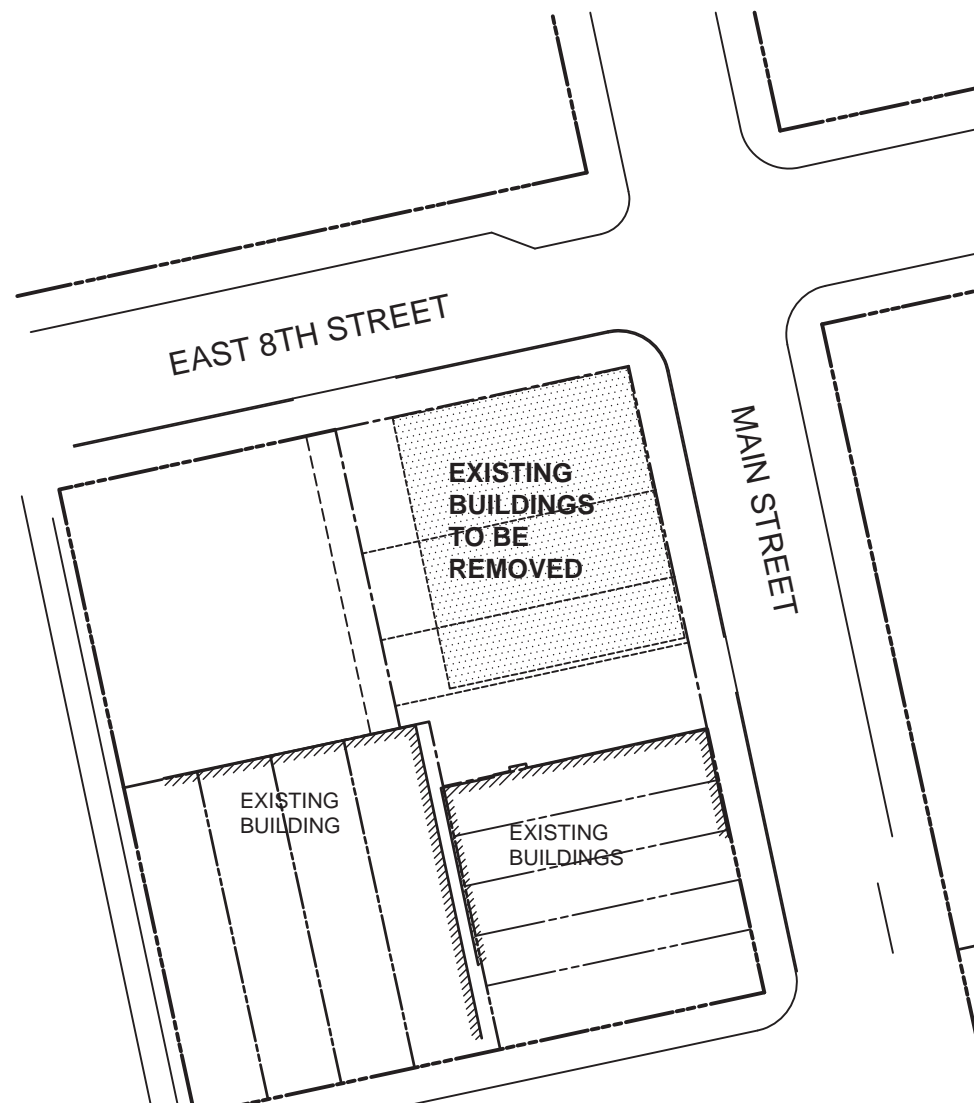 EAST 8TH STREET
MAIN STREET
EXISTING
BUILDINGS
TO BE
REMOVED
EXISTING
BUILDING
EXISTING
BUILDINGS